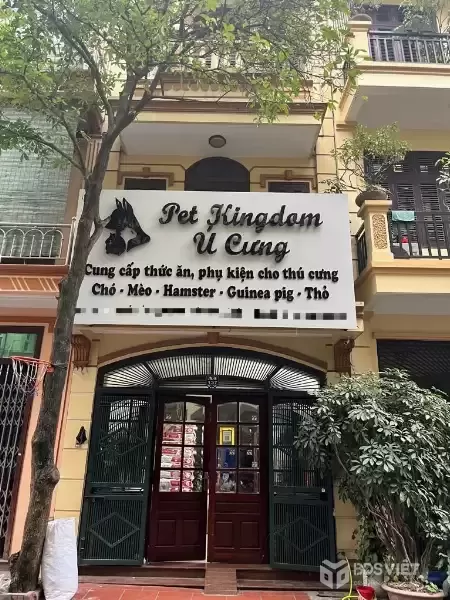 Pet Kingdom
Ú Cưng
Cung cấp thức ăn, phụ kiện cho thú cưng
Chó - Mèo - Hamster - Guinea pig - Thỏ
BDSVIET